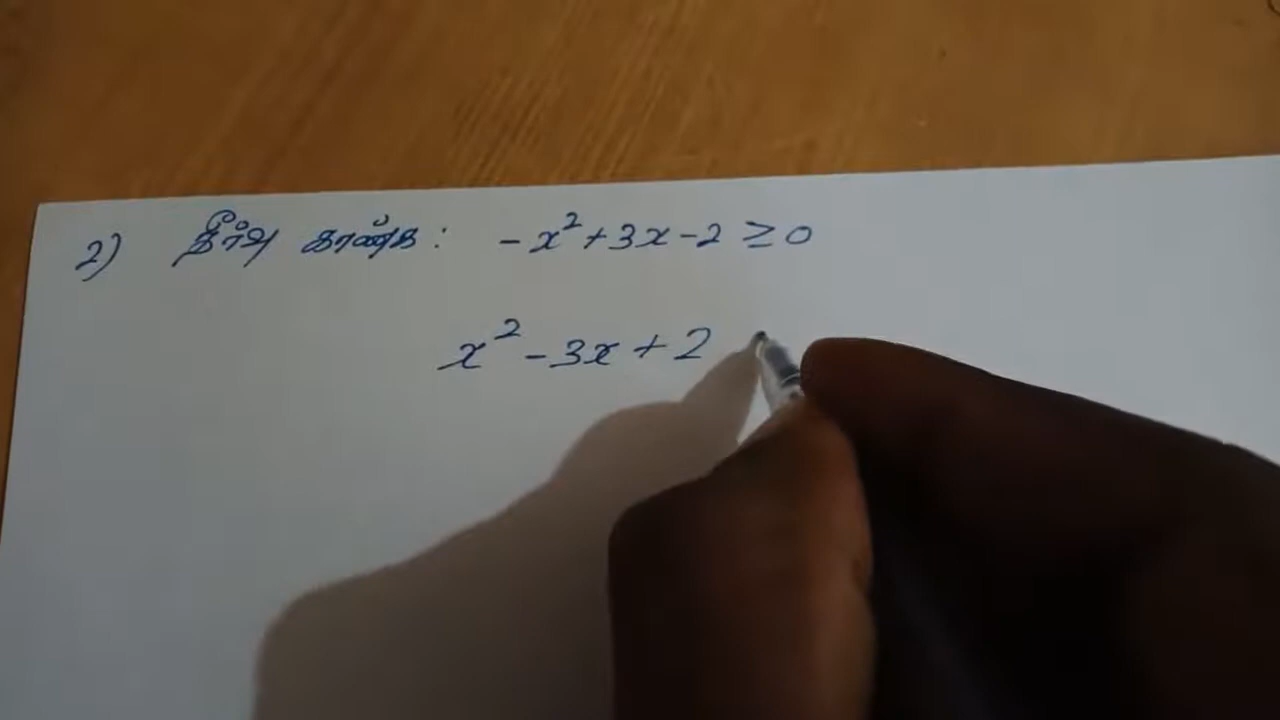 2) தீர்வு காண்க : -x²+3x-2 ≥ 0
x² - 3x + 2